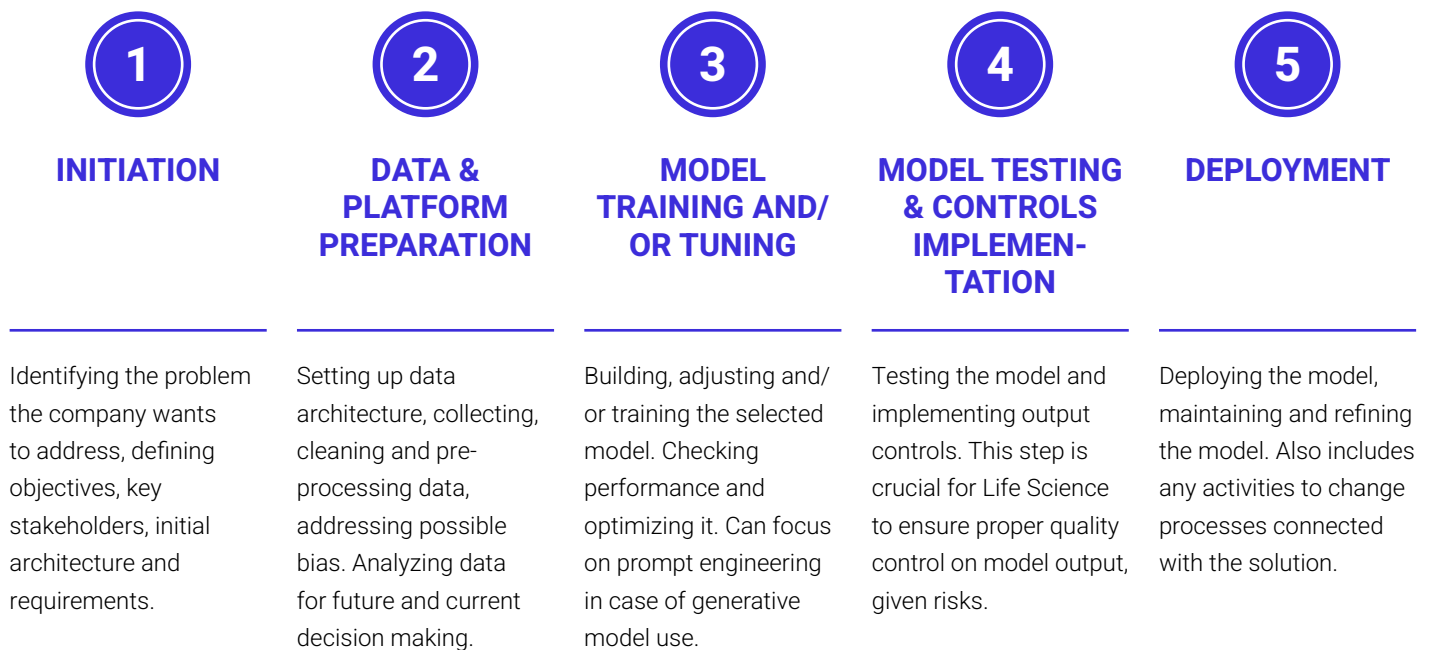 1
INITIATION
Identifying the problem
the company wants
to address, defining
objectives, key
stakeholders, initial
architecture and
requirements.
2
DATA &
PLATFORM
PREPARATION
Setting up data
architecture, collecting,
cleaning and pre-
processing data,
addressing possible
bias. Analyzing data
for future and current
decision making.
3
MODEL
TRAINING AND/
OR TUNING
Building, adjusting and/
or training the selected
model. Checking
performance and
optimizing it. Can focus
on prompt engineering
in case of generative
model use.
4
MODEL TESTING
& CONTROLS
IMPLEMEN-
TATION
Testing the model and
implementing output
controls. This step is
crucial for Life Science
to ensure proper quality
control on model output,
given risks.
5
DEPLOYMENT
Deploying the model,
maintaining and refining
the model. Also includes
any activities to change
processes connected
with the solution.